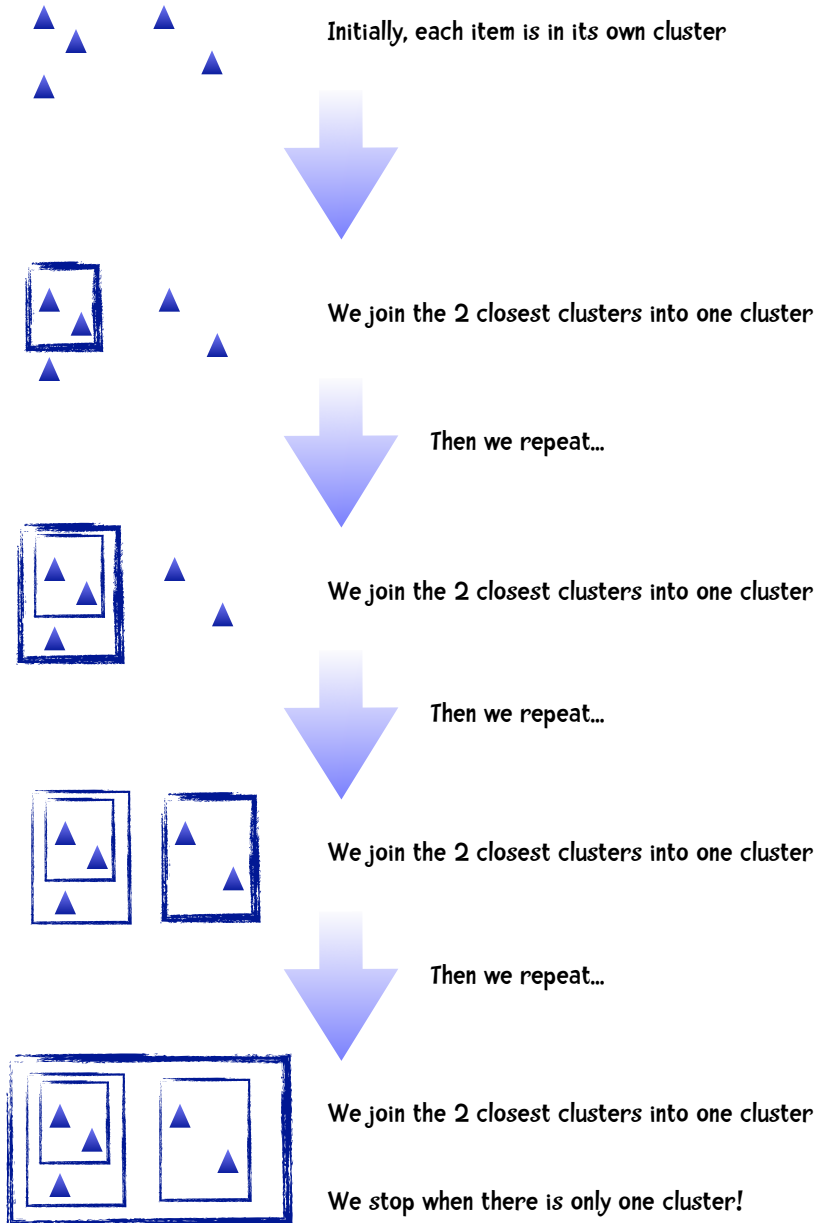 Initially, each item is in its own cluster
We join the 2 closest clusters into one cluster
Then we repeat...
We join the 2 closest clusters into one cluster
Then we repeat...
We join the 2 closest clusters into one cluster
Then we repeat...
We join the 2 closest clusters into one cluster
We stop when there is only one cluster!